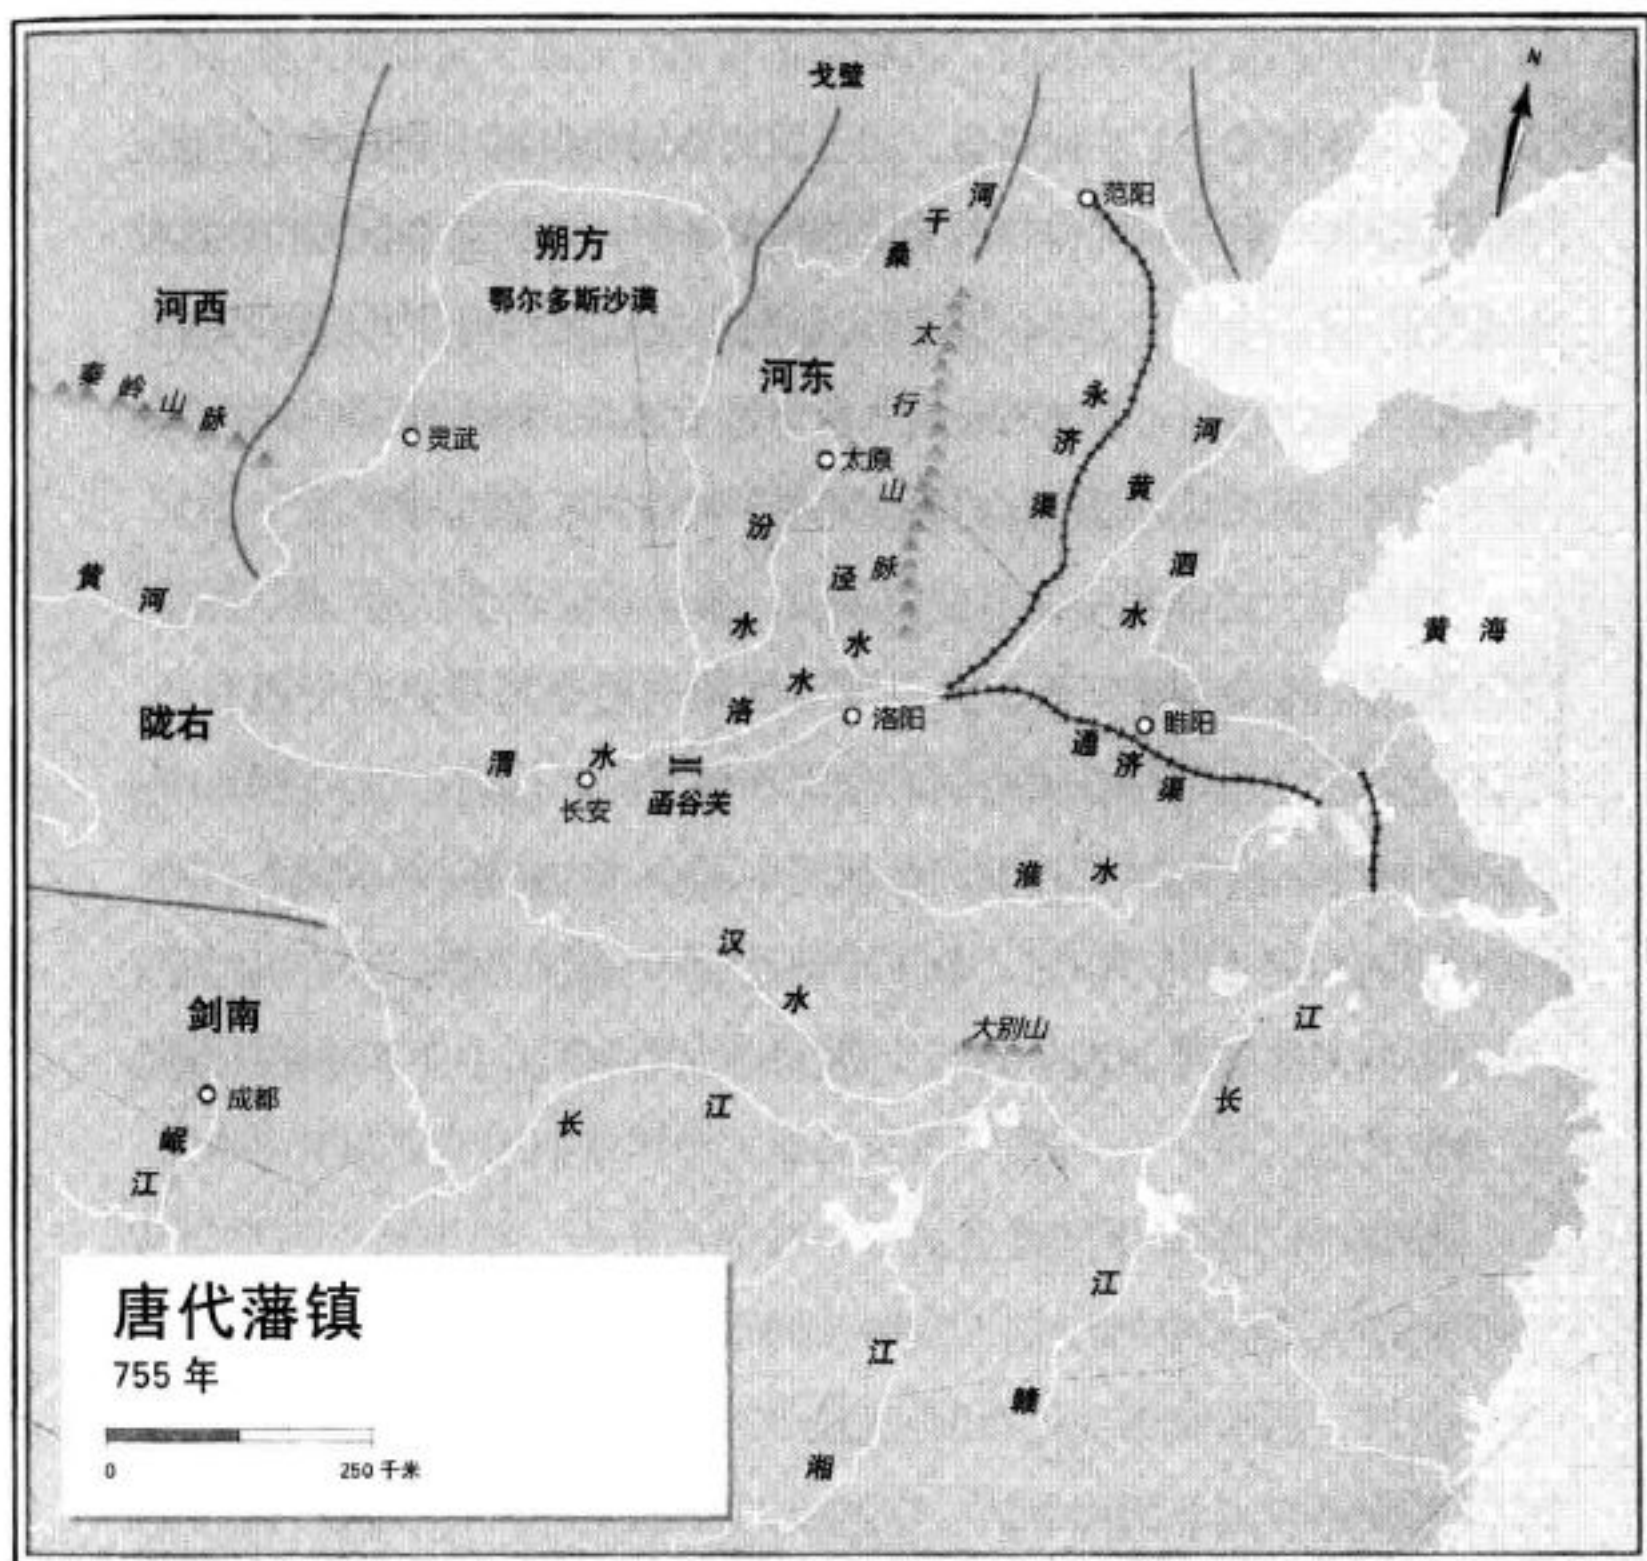 N
戈壁
范阳
桑干河
朔方
鄂尔多斯沙漠
河西
秦岭山脉
河东
太行山脉
永济渠
黄河
灵武
太原
汾水
泾水
泗水
黄河
黄海
洛水
陇右
渭水
洛阳
睢阳
通济渠
长安
函谷关
淮水
汉水
剑南
大别山
长江
成都
岷江
长江
唐代藩镇
755 年
0
250 千米
湘江
赣江